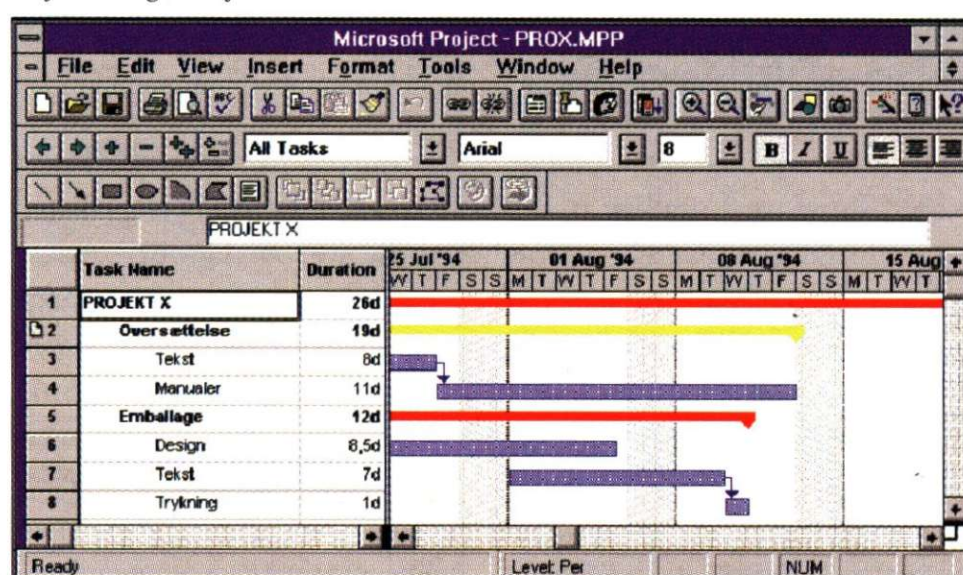 Microsoft Project - PROX.MPP
File Edit View Insert Format Tools Window Help
All Tasks Arial 8 B I U
PROJEKT X
Task Name Duration 25 Jul '94 01 Aug '94 08 Aug '94 15 Aug
W T F S S M T W T F S S M T W T F S S M T W T
1 PROJEKT X 26d
2 Oversættelse 19d
3 Tekst 8d
4 Manualer 11d
5 Emballage 12d
6 Design 8,5d
7 Tekst 7d
8 Trykning 1d
Ready Level: Per NUM